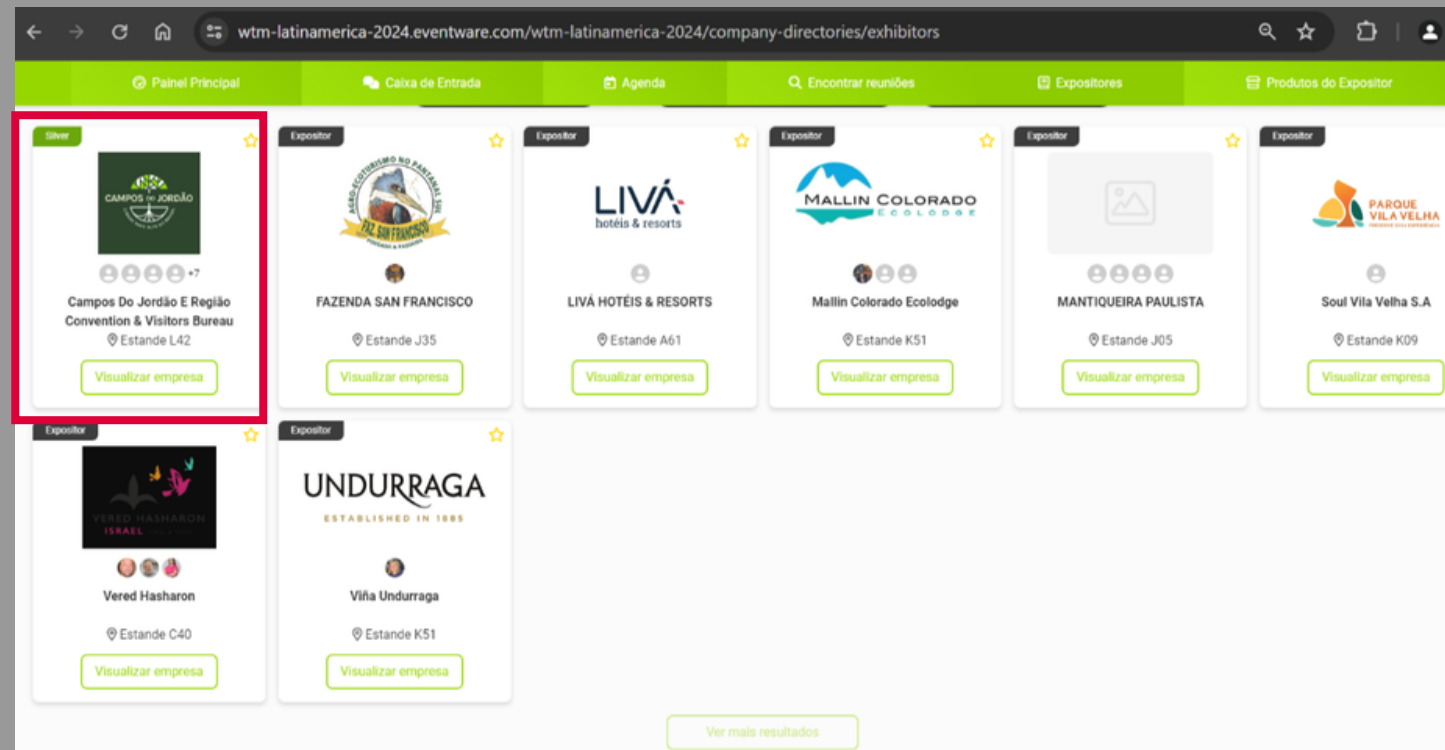 wtm-latinamerica-2024.eventware.com/wtm-latinamerica-2024/company-directories/exhibitors
Painel Principal
Caixa de Entrada
Agenda
Encontrar reuniões
Expositores
Produtos do Expositor
Silver
CAMPOS DO JORDÃO
+7
Campos Do Jordão E Região
Convention & Visitors Bureau
Estande L42
Visualizar empresa
Expositor
AGRO-ECOTURISMO NO PANTANAL SUL
FAZ. SAN FRANCISCO
FAZENDA SAN FRANCISCO
Estande J35
Visualizar empresa
Expositor
LIVÁ
hotéis & resorts
LIVÁ HOTÉIS & RESORTS
Estande A61
Visualizar empresa
Expositor
MALLIN COLORADO
ECOLODGE
Mallin Colorado Ecolodge
Estande K51
Visualizar empresa
Expositor
MANTIQUEIRA PAULISTA
Estande J05
Visualizar empresa
Expositor
PARQUE
VILA VELHA
Soul Vila Velha S.A
Estande K09
Visualizar empresa
Expositor
VERED HASHARON
ISRAEL
Vered Hasharon
Estande C40
Visualizar empresa
Expositor
UNDURRAGA
ESTABLISHED IN 1885
Viña Undurraga
Estande K51
Visualizar empresa
Ver mais resultados